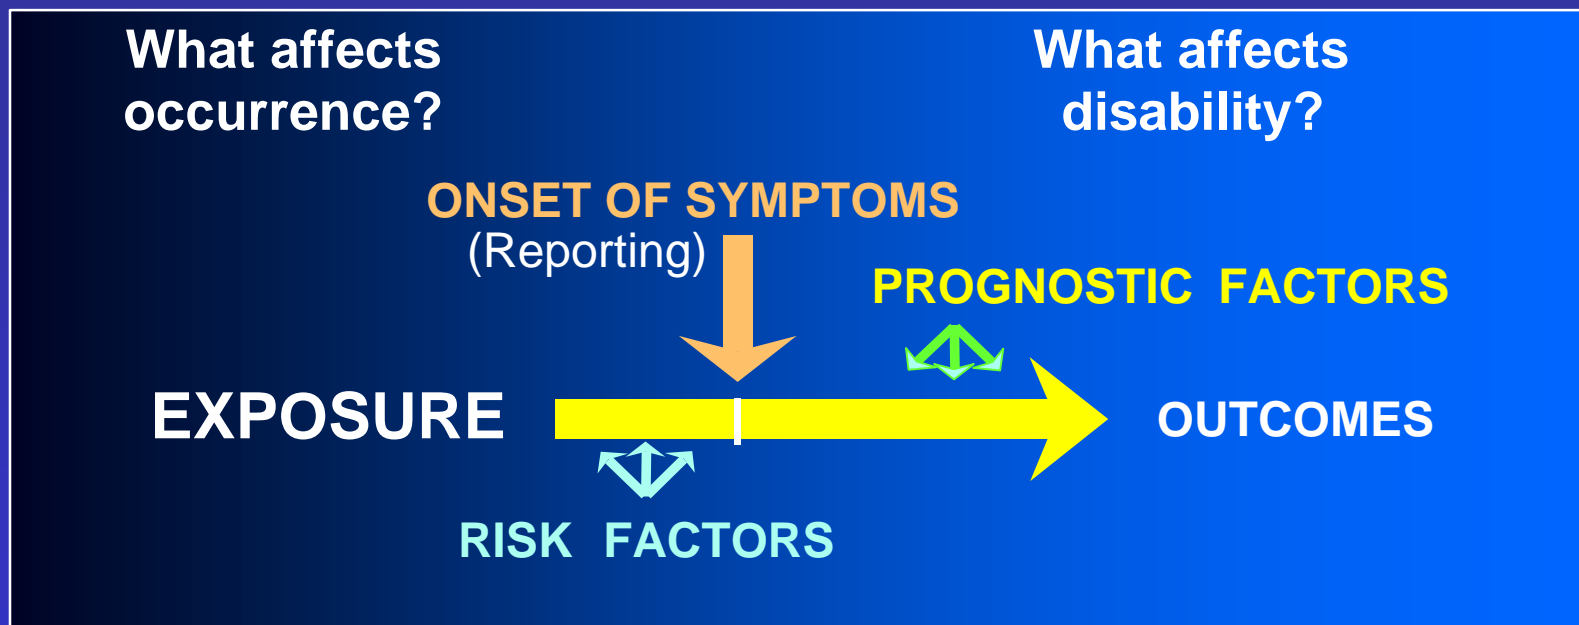 What affects
occurrence?
What affects
disability?
ONSET OF SYMPTOMS
(Reporting)
PROGNOSTIC FACTORS
EXPOSURE
OUTCOMES
RISK FACTORS